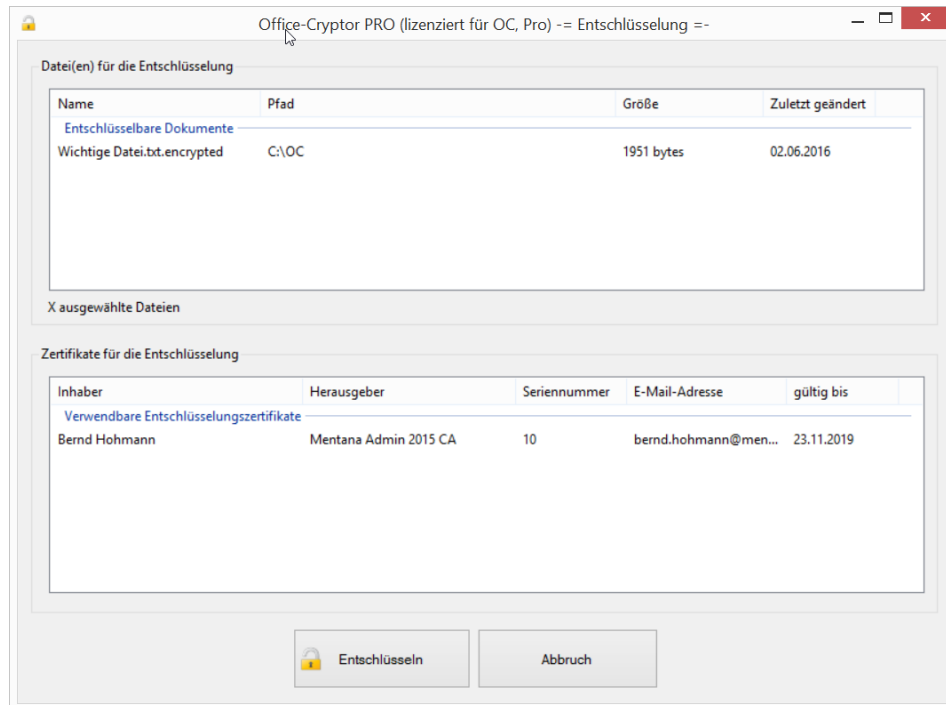 Office-Cryptor PRO (lizenziert für OC, Pro) -= Entschlüsselung =-
Datei(en) für die Entschlüsselung
Name Pfad Größe Zuletzt geändert
Entschlüsselbare Dokumente
Wichtige Datei.txt.encrypted C:\OC 1951 bytes 02.06.2016
X ausgewählte Dateien
Zertifikate für die Entschlüsselung
Inhaber Herausgeber Seriennummer E-Mail-Adresse gültig bis
Verwendbare Entschlüsselungszertifikate
Bernd Hohmann Mentana Admin 2015 CA 10 bernd.hohmann@men... 23.11.2019
Entschlüsseln Abbruch